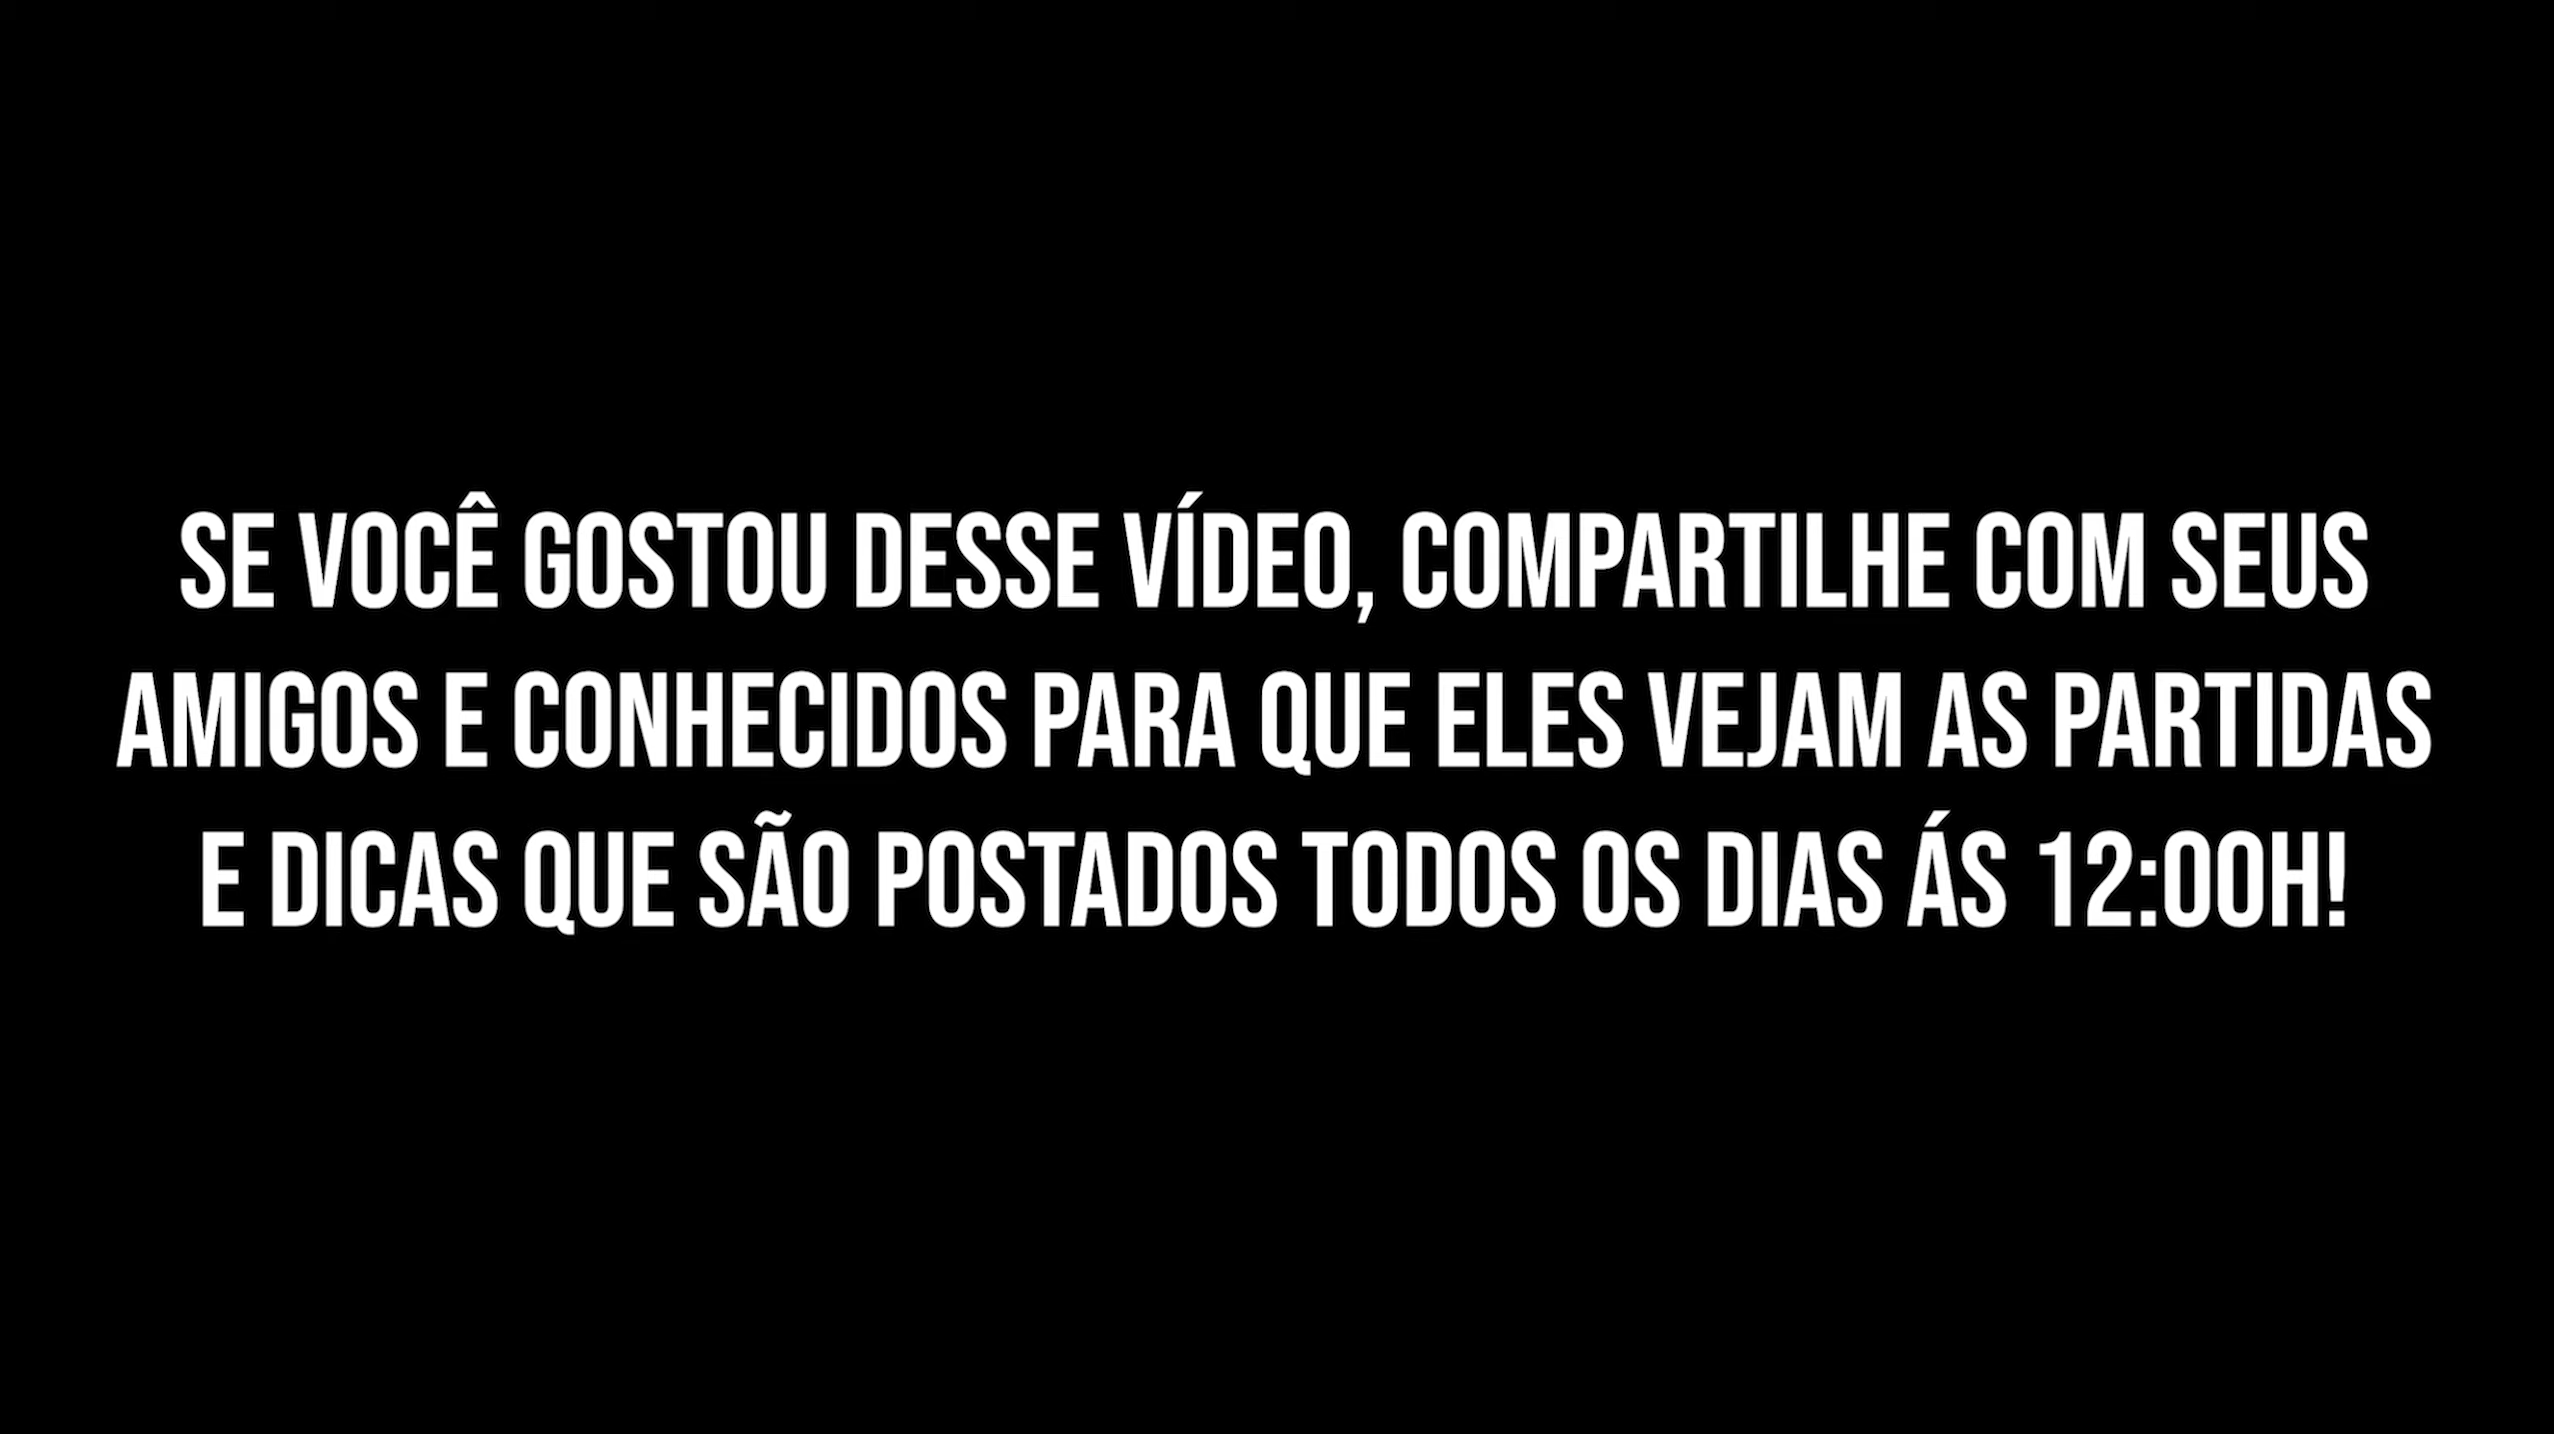 SE VOCÊ GOSTOU DESSE VÍDEO, COMPARTILHE COM SEUS
AMIGOS E CONHECIDOS PARA QUE ELES VEJAM AS PARTIDAS
E DICAS QUE SÃO POSTADOS TODOS OS DIAS ÁS 12:00H!